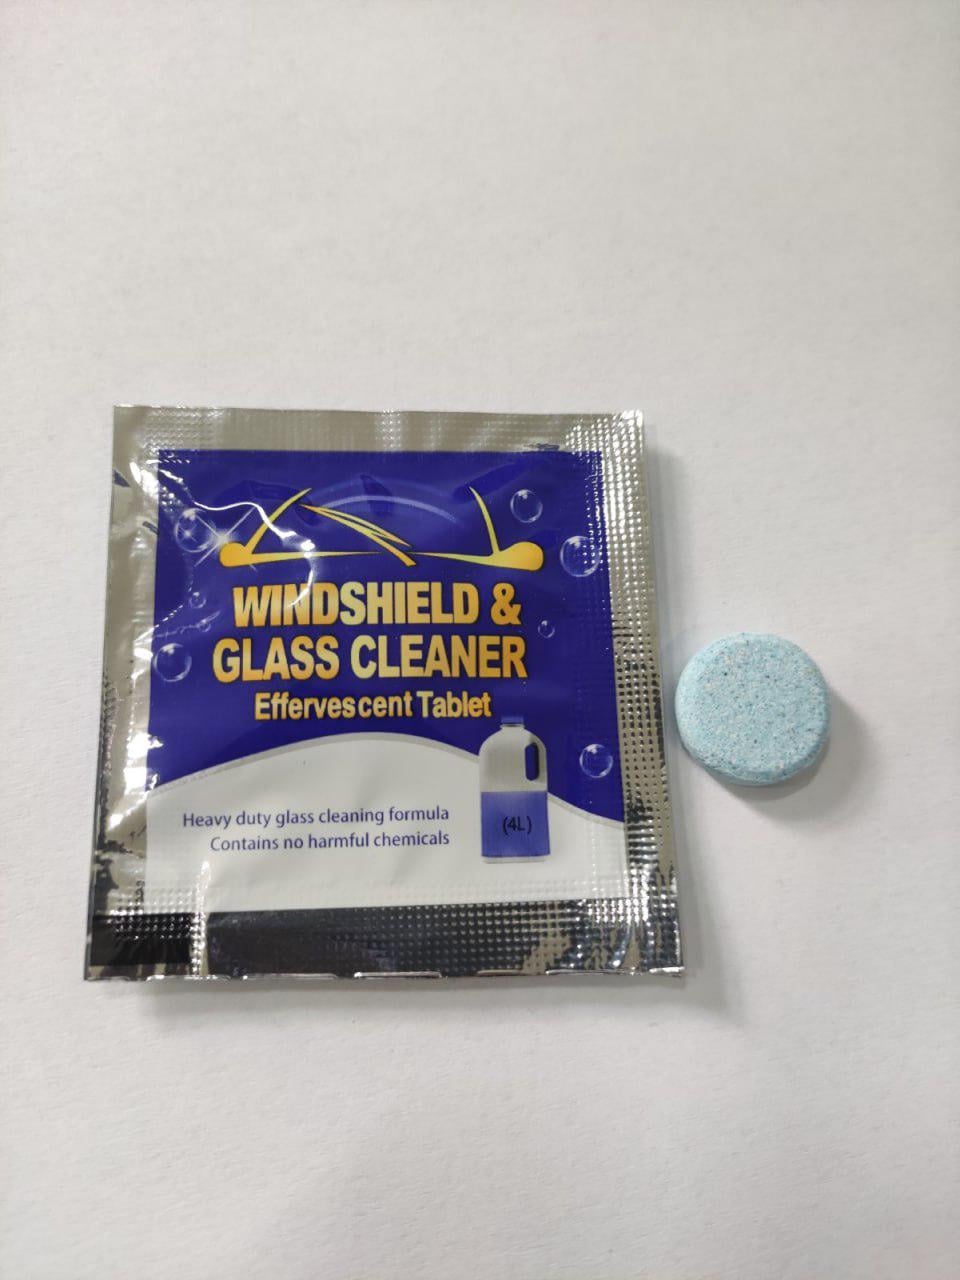 WINDSHIELD &
GLASS CLEANER
Effervescent Tablet
Heavy duty glass cleaning formula
Contains no harmful chemicals
(4L)